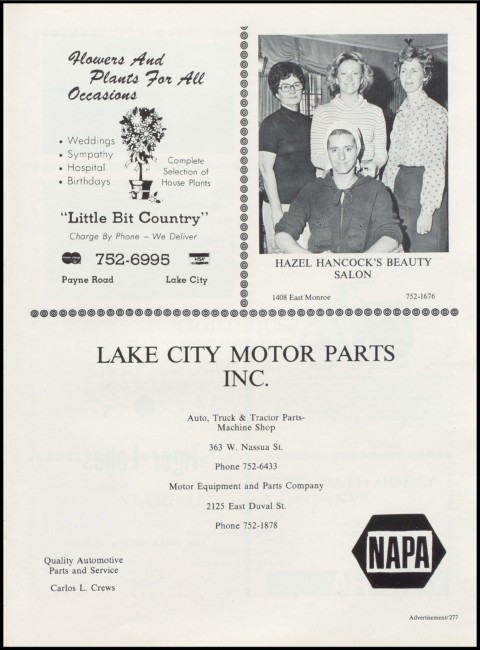 Flowers And
Plants For All
Occasions
• Weddings
• Sympathy
• Hospital
• Birthdays
Complete
Selection of
House Plants
"Little Bit Country"
Charge By Phone — We Deliver
752-6995
Payne Road Lake City
HAZEL HANCOCK'S BEAUTY
SALON
1408 East Monroe 752-1676
LAKE CITY MOTOR PARTS
INC.
Auto, Truck & Tractor Parts-
Machine Shop
363 W. Nassua St.
Phone 752-6433
Motor Equipment and Parts Company
2125 East Duval St.
Phone 752-1878
Quality Automotive
Parts and Service
Carlos L. Crews
NAPA
Advertisement/277